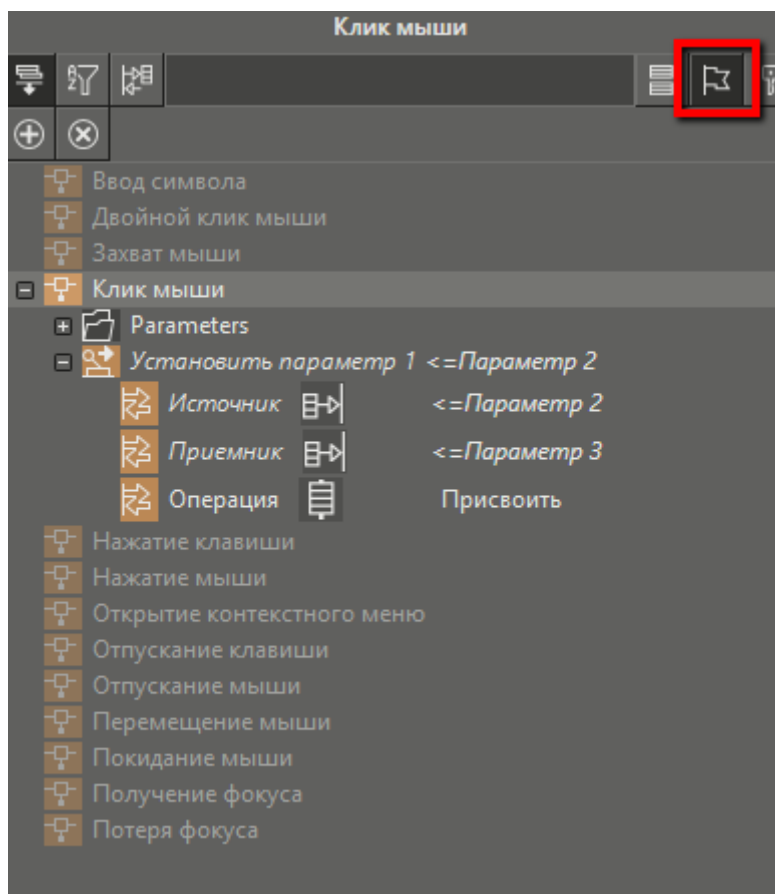 Клик мыши
Ввод символа
Двойной клик мыши
Захват мыши
Клик мыши
Parameters
Установить параметр 1 <=Параметр 2
Источник <=Параметр 2
Приемник <=Параметр 3
Операция Присвоить
Нажатие клавиши
Нажатие мыши
Открытие контекстного меню
Отпускание клавиши
Отпускание мыши
Перемещение мыши
Покидание мыши
Получение фокуса
Потеря фокуса